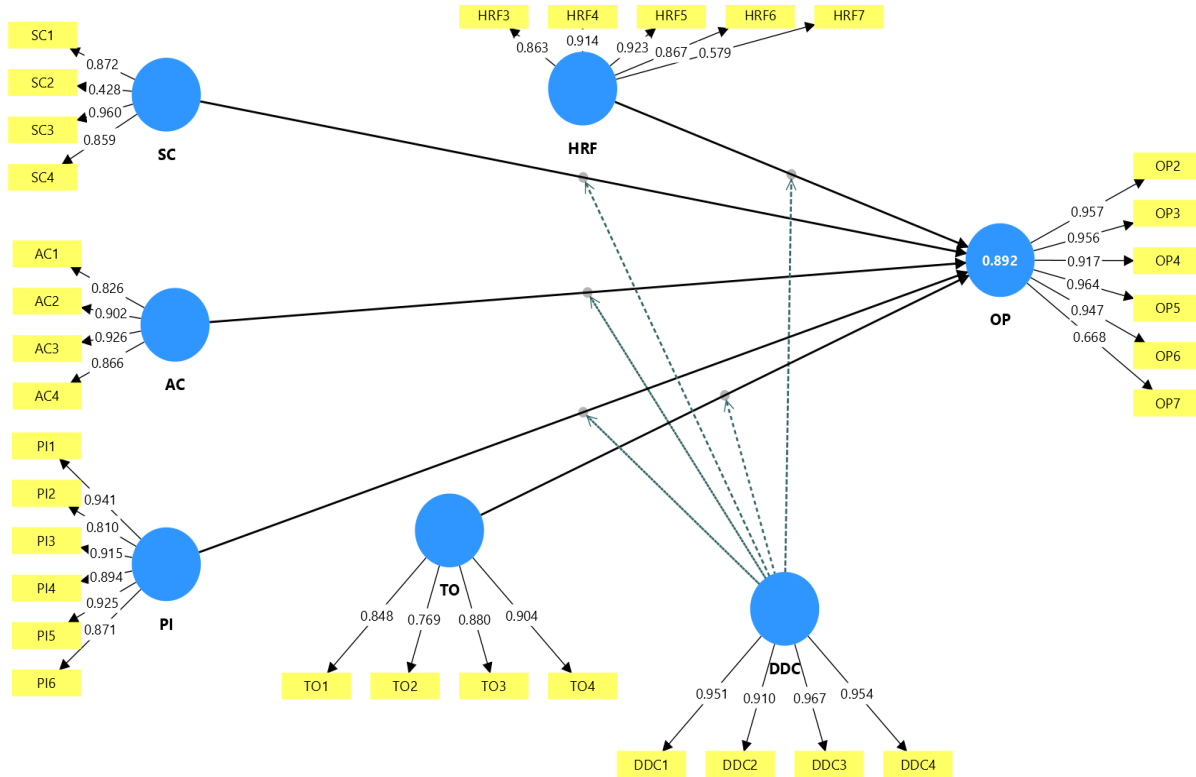 HRF3 HRF4 HRF5 HRF6 HRF7
0.863 0.914 0.923 0.867 0.579
HRF
SC1
SC2
SC3
SC4
0.872
0.428
0.960
0.859
SC
AC1
AC2
AC3
AC4
0.826
0.902
0.926
0.866
AC
PI1
PI2
PI3
PI4
PI5
PI6
0.941
0.810
0.915
0.894
0.925
0.871
PI
TO
0.848 0.769 0.880 0.904
TO1 TO2 TO3 TO4
DDC
0.951 0.910 0.967 0.954
DDC1 DDC2 DDC3 DDC4
0.892
OP
0.957
0.956
0.917
0.964
0.947
0.668
OP2
OP3
OP4
OP5
OP6
OP7